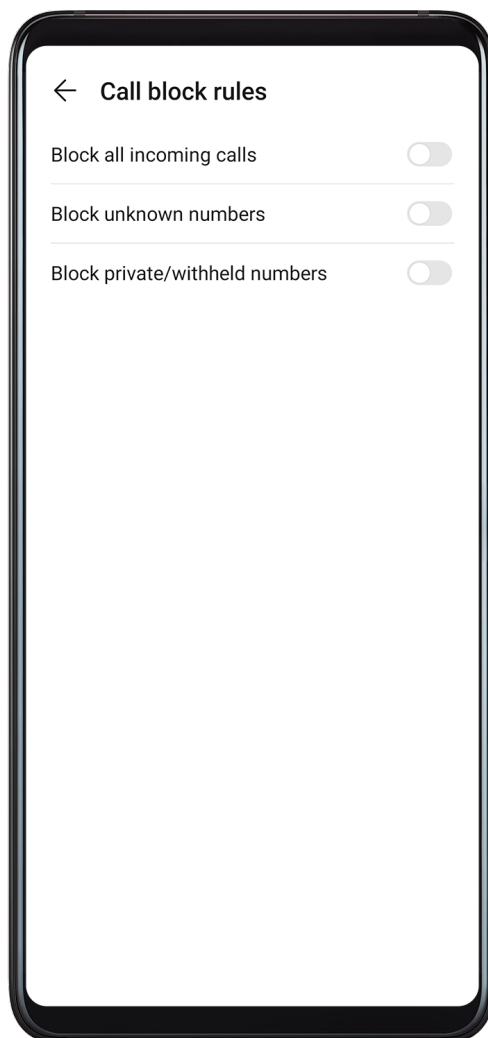 Call block rules
Block all incoming calls
Block unknown numbers
Block private/withheld numbers